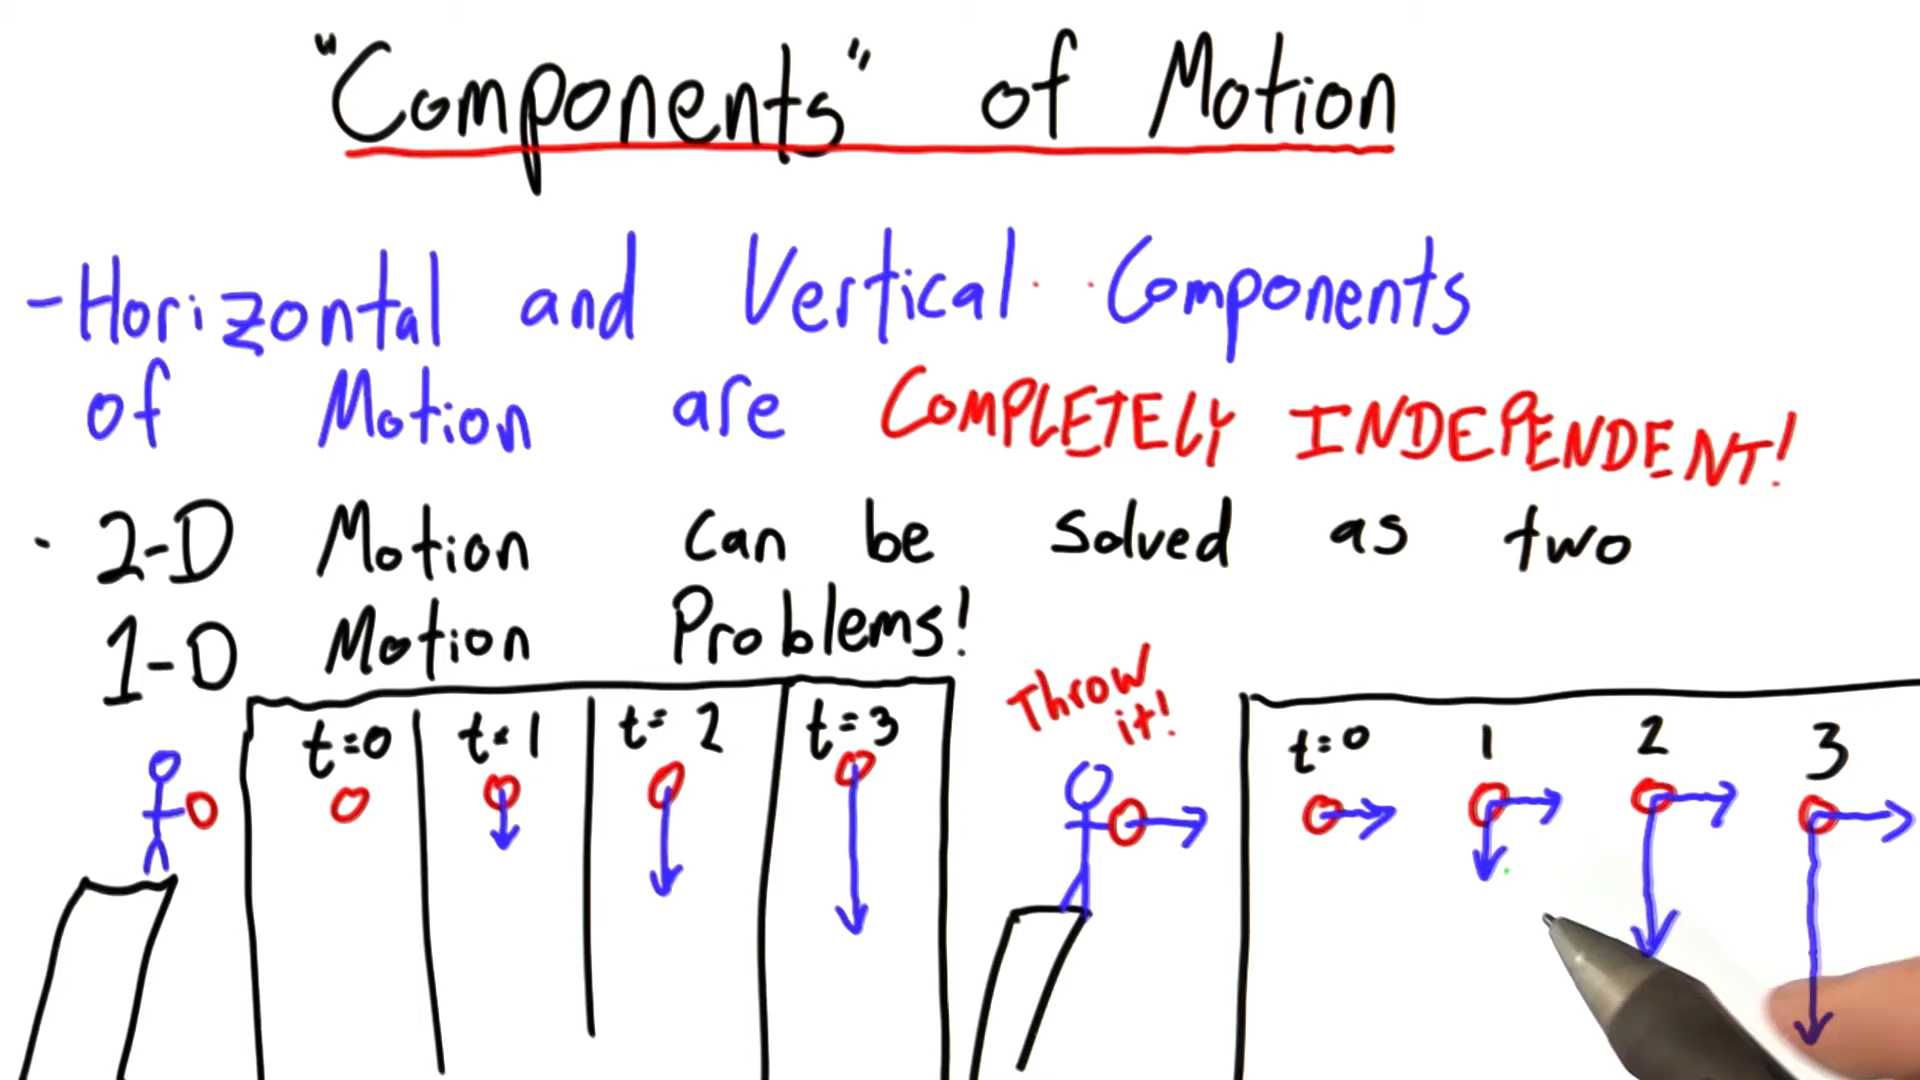 "Components" of Motion
- Horizontal and Vertical Components
of Motion are COMPLETELY INDEPENDENT!
· 2-D Motion can be solved as two
1-D Motion Problems!
t=0 t=1 t=2 t=3
Throw
it!
t=0 1 2 3